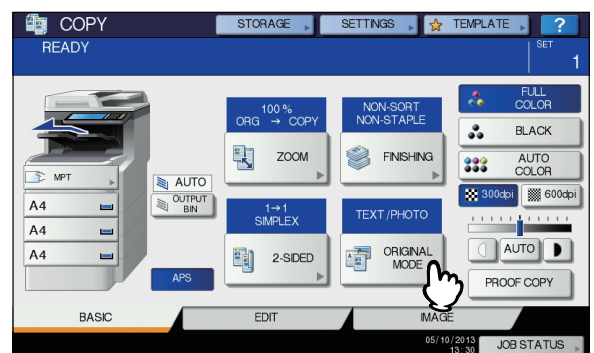 COPY
STORAGE
SETTINGS
TEMPLATE
?
READY
SET
1
100 %
ORG → COPY
ZOOM
NON-SORT
NON-STAPLE
FINISHING
FULL
COLOR
BLACK
AUTO
COLOR
300dpi
600dpi
MPT
A4
A4
A4
AUTO
OUTPUT
BIN
APS
1→1
SIMPLEX
2-SIDED
TEXT/PHOTO
ORIGINAL
MODE
AUTO
PROOF COPY
BASIC
EDIT
IMAGE
05/10/2013
13:30
JOB STATUS